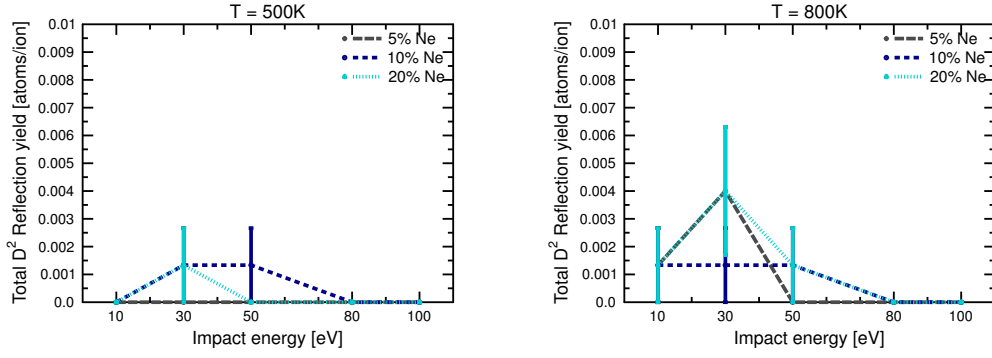 T = 500K
Total D² Reflection yield [atoms/ion]
0.01
0.009
0.008
0.007
0.006
0.005
0.004
0.003
0.002
0.001
0.0
5% Ne
10% Ne
20% Ne
10 30 50 80 100
Impact energy [eV]
T = 800K
Total D² Reflection yield [atoms/ion]
0.01
0.009
0.008
0.007
0.006
0.005
0.004
0.003
0.002
0.001
0.0
5% Ne
10% Ne
20% Ne
10 30 50 80 100
Impact energy [eV]